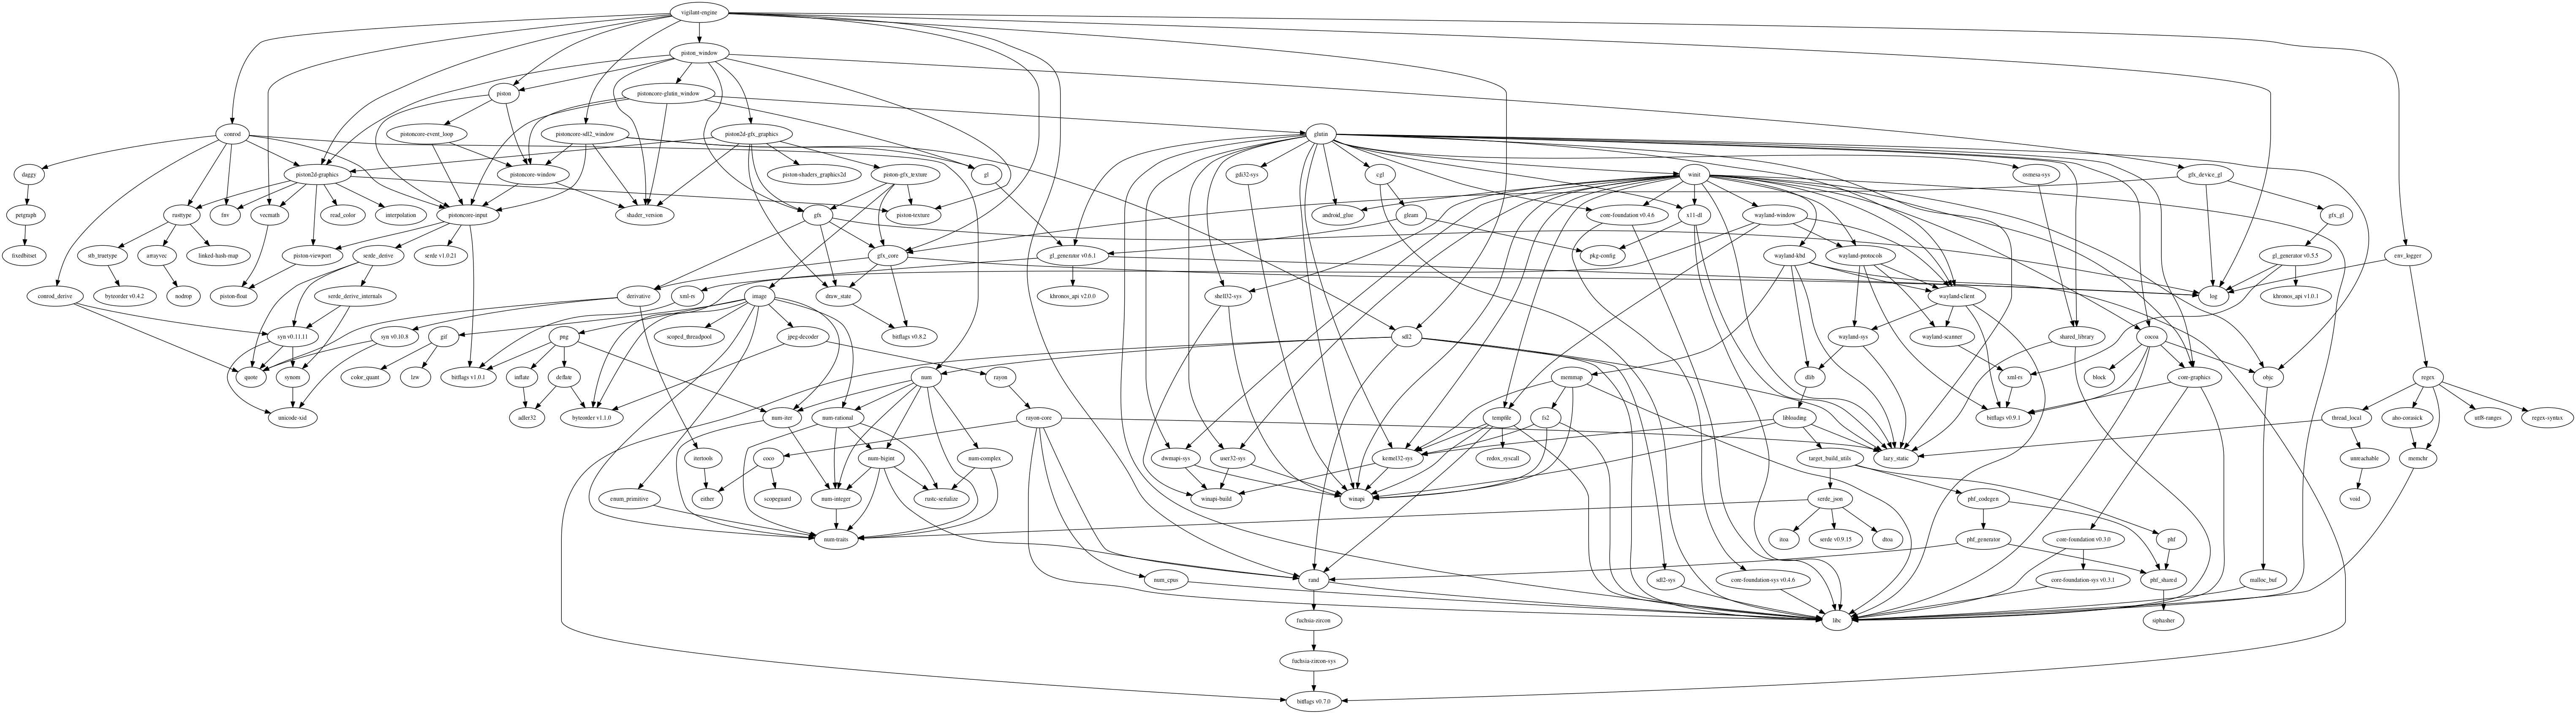 vigilant-engine
piston_window
piston
pistoncore-glutin_window
conrod
pistoncore-event_loop
pistoncore-sdl2_window
piston2d-gfx_graphics
glutin
daggy
piston2d-graphics
pistoncore-window
gl
piston-shaders_graphics2d
piston-gfx_texture
gdi32-sys
cgl
winit
osmesa-sys
gfx_device_gl
petgraph
rusttype
fnv
vecmath
read_color
interpolation
pistoncore-input
shader_version
gfx
piston-texture
android_glue
gleam
core-foundation v0.4.6
x11-dl
wayland-window
gfx_gl
fixedbitset
stb_truetype
arrayvec
linked-hash-map
piston-viewport
serde_derive
serde v1.0.21
gfx_core
gl_generator v0.6.1
pkg-config
wayland-kbd
wayland-protocols
gl_generator v0.5.5
env_logger
conrod_derive
byteorder v0.4.2
nodrop
piston-float
serde_derive_internals
derivative
xml-rs
image
draw_state
khronos_api v2.0.0
shell32-sys
wayland-client
log
khronos_api v1.0.1
syn v0.11.11
syn v0.10.8
gif
png
scoped_threadpool
jpeg-decoder
bitflags v0.8.2
sdl2
wayland-sys
wayland-scanner
shared_library
cocoa
quote
synom
color_quant
lzw
bitflags v1.0.1
inflate
deflate
num
rayon
memmap
dlib
xml-rs
block
core-graphics
objc
regex
unicode-xid
adler32
byteorder v1.1.0
num-iter
num-rational
rayon-core
tempfile
fs2
libloading
bitflags v0.9.1
thread_local
aho-corasick
utf8-ranges
regex-syntax
itertools
coco
num-bigint
num-complex
dwmapi-sys
user32-sys
kernel32-sys
redox_syscall
target_build_utils
lazy_static
unreachable
memchr
enum_primitive
either
scopeguard
num-integer
rustc-serialize
winapi-build
winapi
serde_json
phf_codegen
void
num-traits
itoa
serde v0.9.15
dtoa
phf_generator
core-foundation v0.3.0
phf
num_cpus
rand
sdl2-sys
core-foundation-sys v0.4.6
core-foundation-sys v0.3.1
phf_shared
malloc_buf
fuchsia-zircon
libc
siphasher
fuchsia-zircon-sys
bitflags v0.7.0